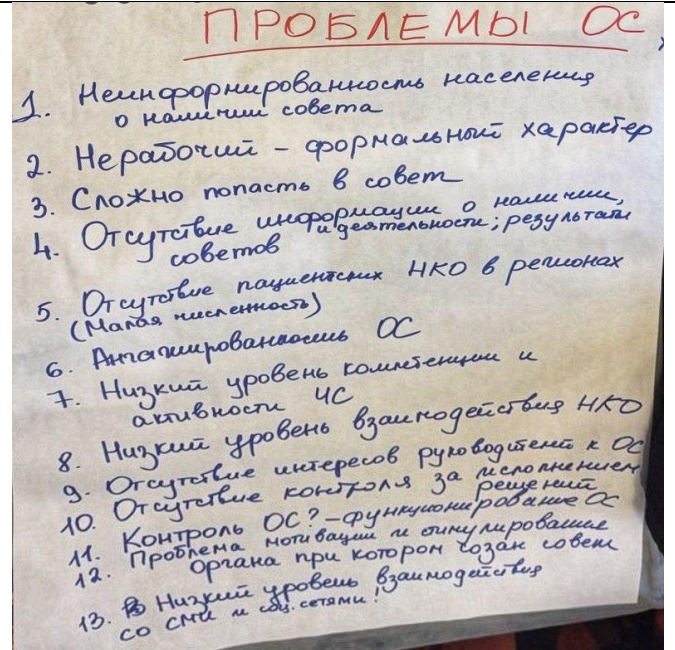 ПРОБЛЕМЫ ОС
1. Неинформированность населения
о наличии совета
2. Нерабочий – формальный характер
3. Сложно попасть в совет
4. Отсутствие информации о наличии,
и деятельности; результаты
советов
5. Отсутствие пациентских НКО в регионах
(Малая численность)
6. Ангажированность ОС
7. Низкий уровень компетенции и
активности ЧС
8. Низкий уровень взаимодействия НКО
9. Отсутствие интересов руководител к ОС
10. Отсутствие контроля за исполнением
решений
11. Контроль ОС? – функционирование ОС
12. Проблема мотивации и стимулирование
органа при котором создан совет
13. Низкий уровень взаимодействия
со СМИ и соц. сетями!